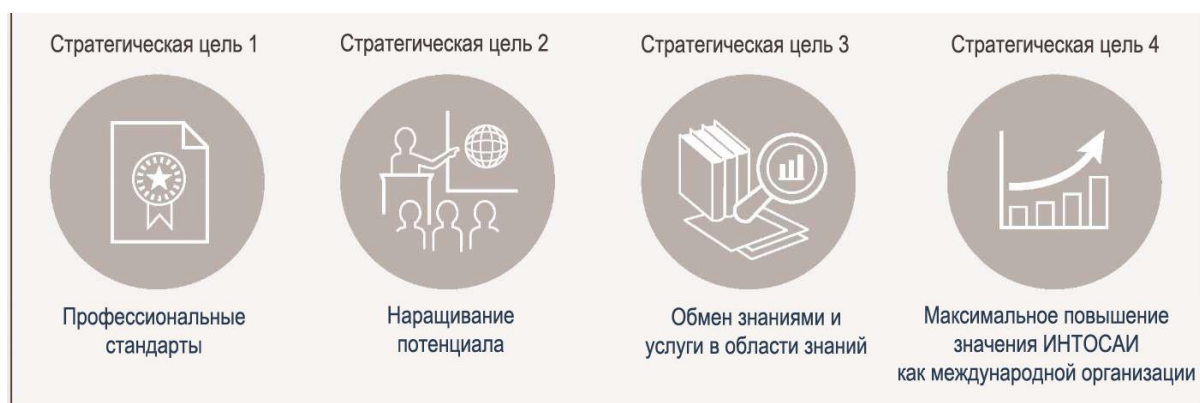 Стратегическая цель 1
Стратегическая цель 2
Стратегическая цель 3
Стратегическая цель 4
Профессиональные
стандарты
Наращивание
потенциала
Обмен знаниями и
услуги в области знаний
Максимальное повышение
значения ИНТОСАИ
как международной организации